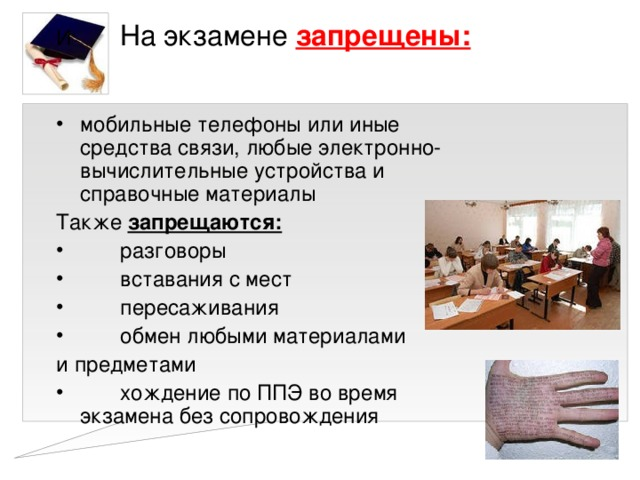 На экзамене запрещены:
• мобильные телефоны или иные
средства связи, любые электронно-
вычислительные устройства и
справочные материалы
Также запрещаются:
• разговоры
• вставания с мест
• пересаживания
• обмен любыми материалами
и предметами
• хождение по ППЭ во время
экзамена без сопровождения